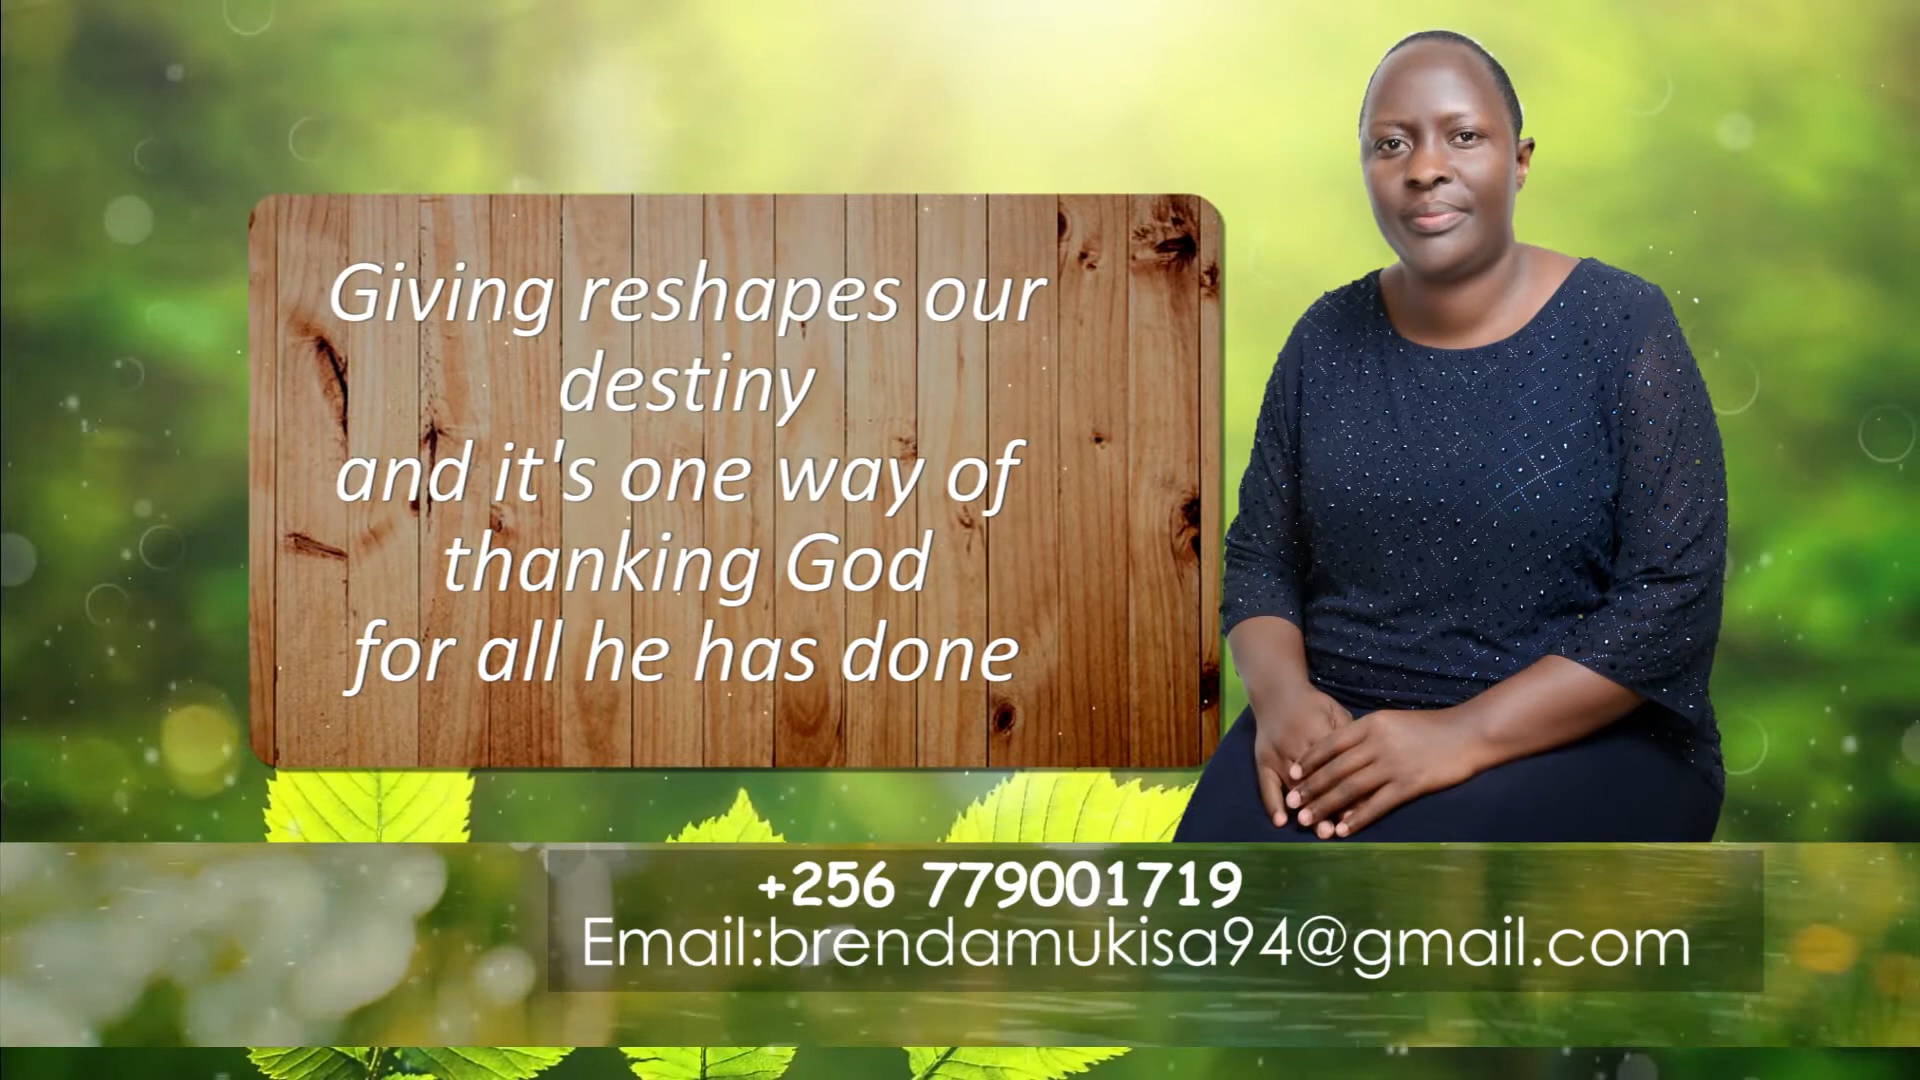 Giving reshapes our
destiny
and it's one way of
thanking God
for all he has done
+256 779001719
Email:brendamukisa94@gmail.com